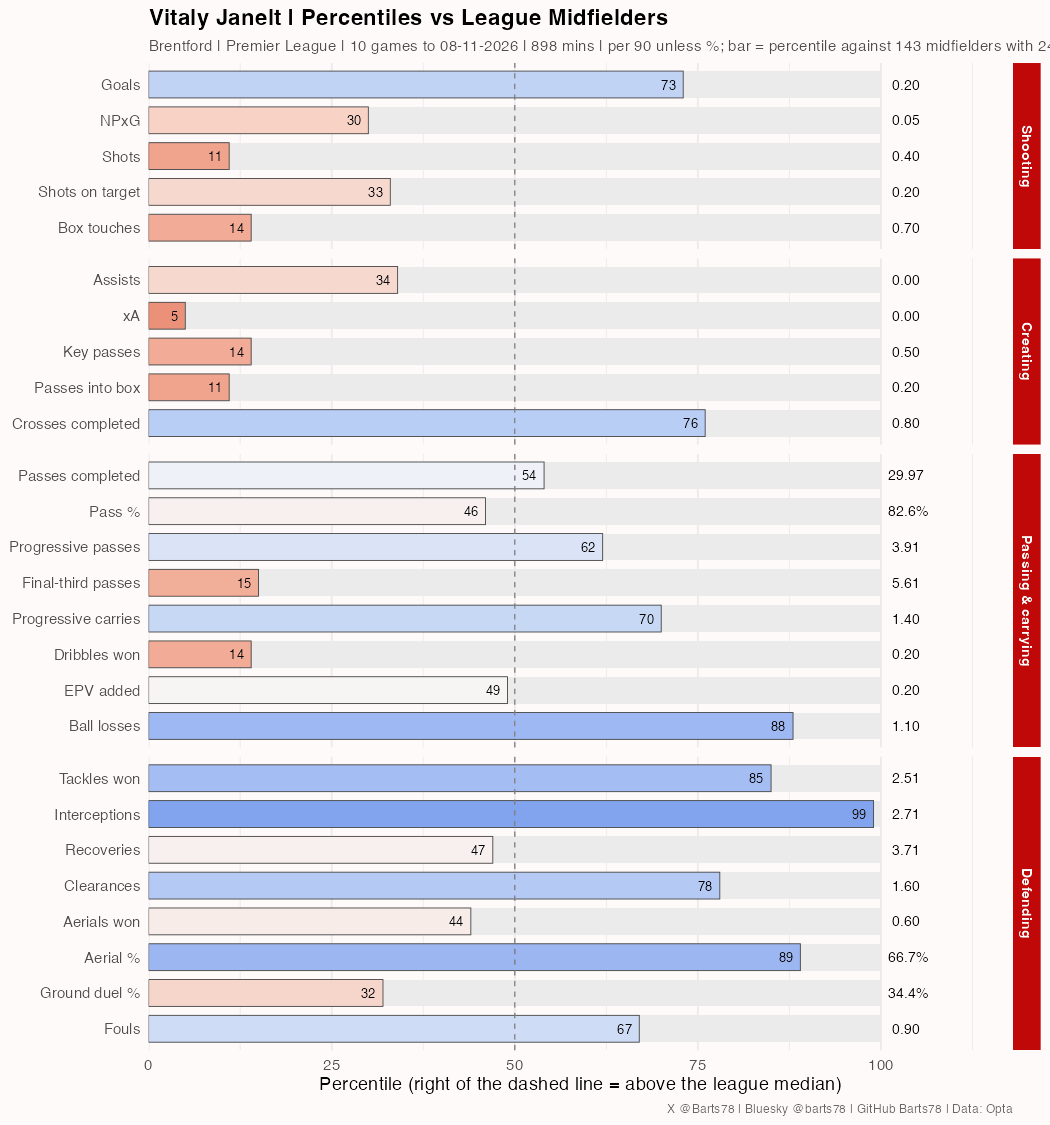 Vitaly Janelt | Percentiles vs League Midfielders
Brentford | Premier League | 10 games to 08-11-2026 | 898 mins | per 90 unless %; bar = percentile against 143 midfielders with 24
Goals 73 0.20
NPxG 30 0.05
Shots 11 0.40
Shots on target 33 0.20
Box touches 14 0.70
Shooting
Assists 34 0.00
xA 5 0.00
Key passes 14 0.50
Passes into box 11 0.20
Crosses completed 76 0.80
Creating
Passes completed 54 29.97
Pass % 46 82.6%
Progressive passes 62 3.91
Final-third passes 15 5.61
Progressive carries 70 1.40
Dribbles won 14 0.20
EPV added 49 0.20
Ball losses 88 1.10
Passing & carrying
Tackles won 85 2.51
Interceptions 99 2.71
Recoveries 47 3.71
Clearances 78 1.60
Aerials won 44 0.60
Aerial % 89 66.7%
Ground duel % 32 34.4%
Fouls 67 0.90
Defending
0 25 50 75 100
Percentile (right of the dashed line = above the league median)
X @Barts78 | Bluesky @barts78 | GitHub Barts78 | Data: Opta